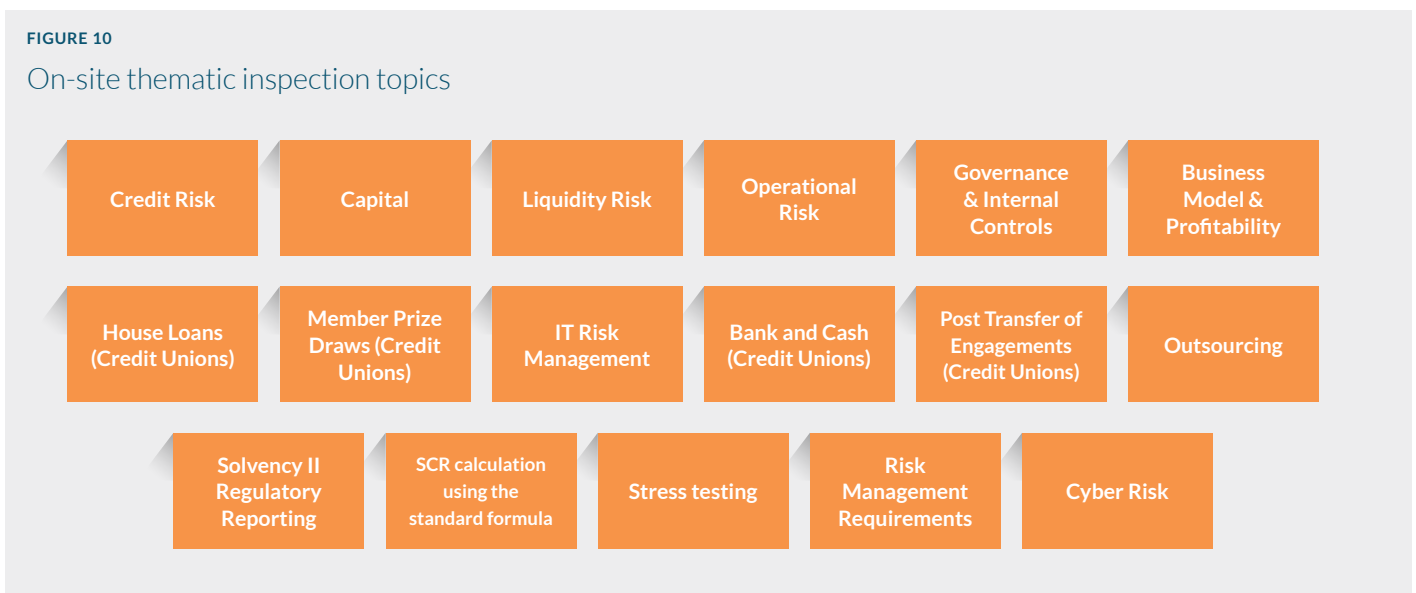 FIGURE 10
On-site thematic inspection topics
Credit Risk
Capital
Liquidity Risk
Operational
Risk
Governance
& Internal
Controls
Business
Model &
Profitability
House Loans
(Credit Unions)
Member Prize
Draws (Credit
Unions)
IT Risk
Management
Bank and Cash
(Credit Unions)
Post Transfer of
Engagements
(Credit Unions)
Outsourcing
Solvency II
Regulatory
Reporting
SCR calculation
using the
standard formula
Stress testing
Risk
Management
Requirements
Cyber Risk